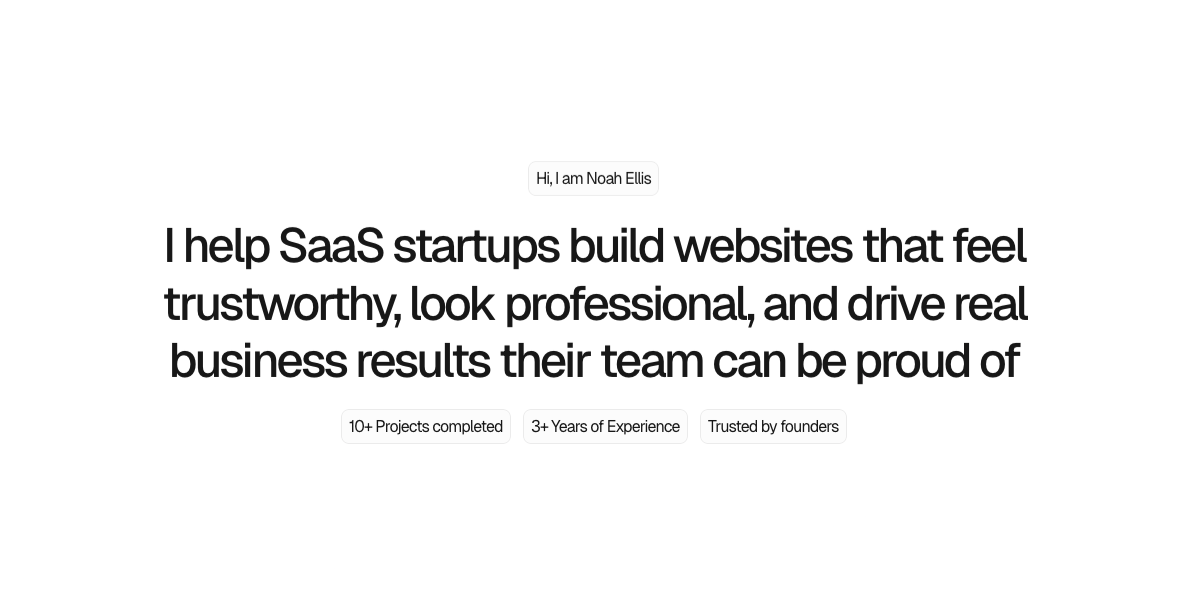 Hi, I am Noah Ellis
I help SaaS startups build websites that feel
trustworthy, look professional, and drive real
business results their team can be proud of
10+ Projects completed 3+ Years of Experience Trusted by founders